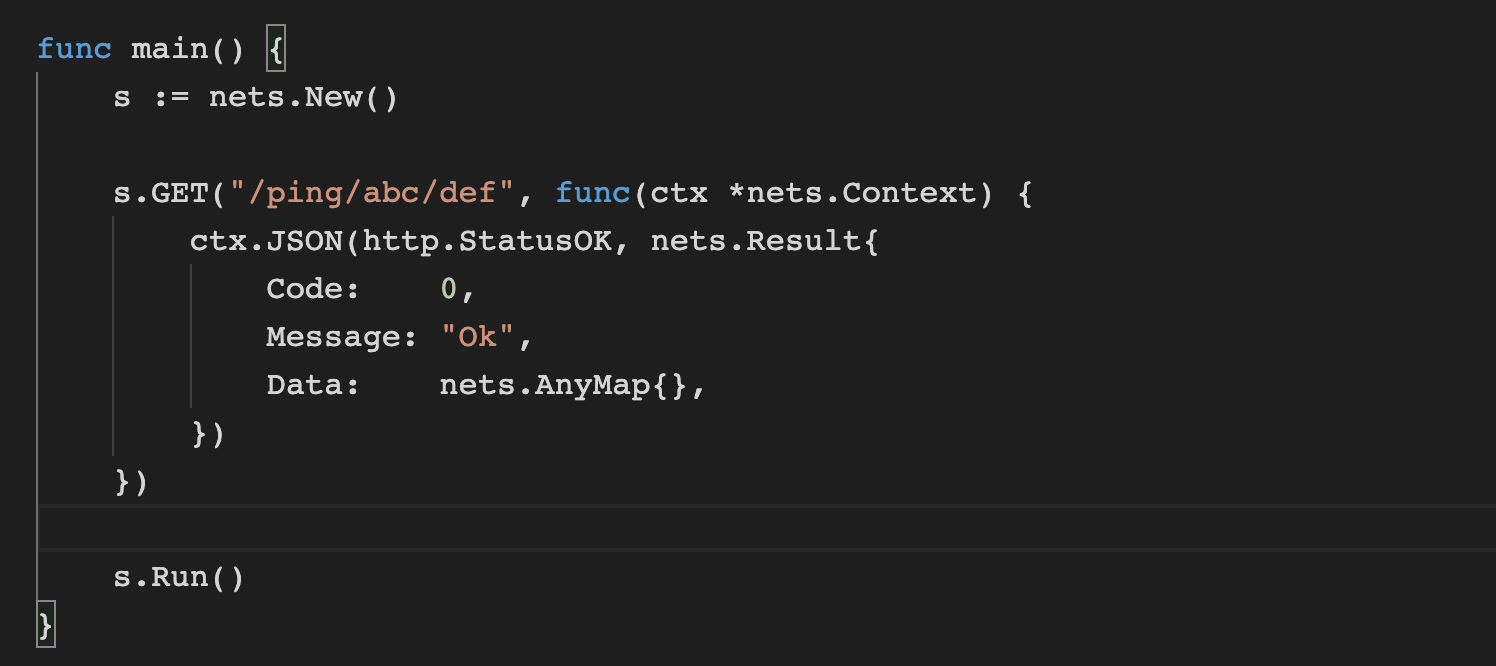 func main() {
    s := nets.New()

    s.GET("/ping/abc/def", func(ctx *nets.Context) {
        ctx.JSON(http.StatusOK, nets.Result{
            Code:    0,
            Message: "Ok",
            Data:    nets.AnyMap{},
        })
    })

    s.Run()
}